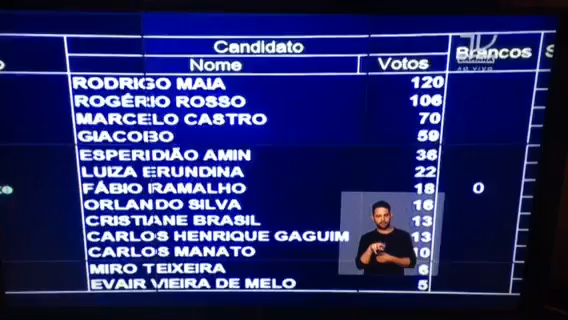 Candidato
Nome Votos Brancos S
RODRIGO MAIA 120
ROGÉRIO ROSSO 106
MARCELO CASTRO 70
GIACOBO 59
ESPERIDIÃO AMIN 36
LUIZA ERUNDINA 22
FÁBIO RAMALHO 18 0
ORLANDO SILVA 16
CRISTIANE BRASIL 13
CARLOS HENRIQUE GAGUIM 13
CARLOS MANATO 10
MIRO TEIXEIRA 6
EVAIR VIEIRA DE MELO 5
AO VIVO